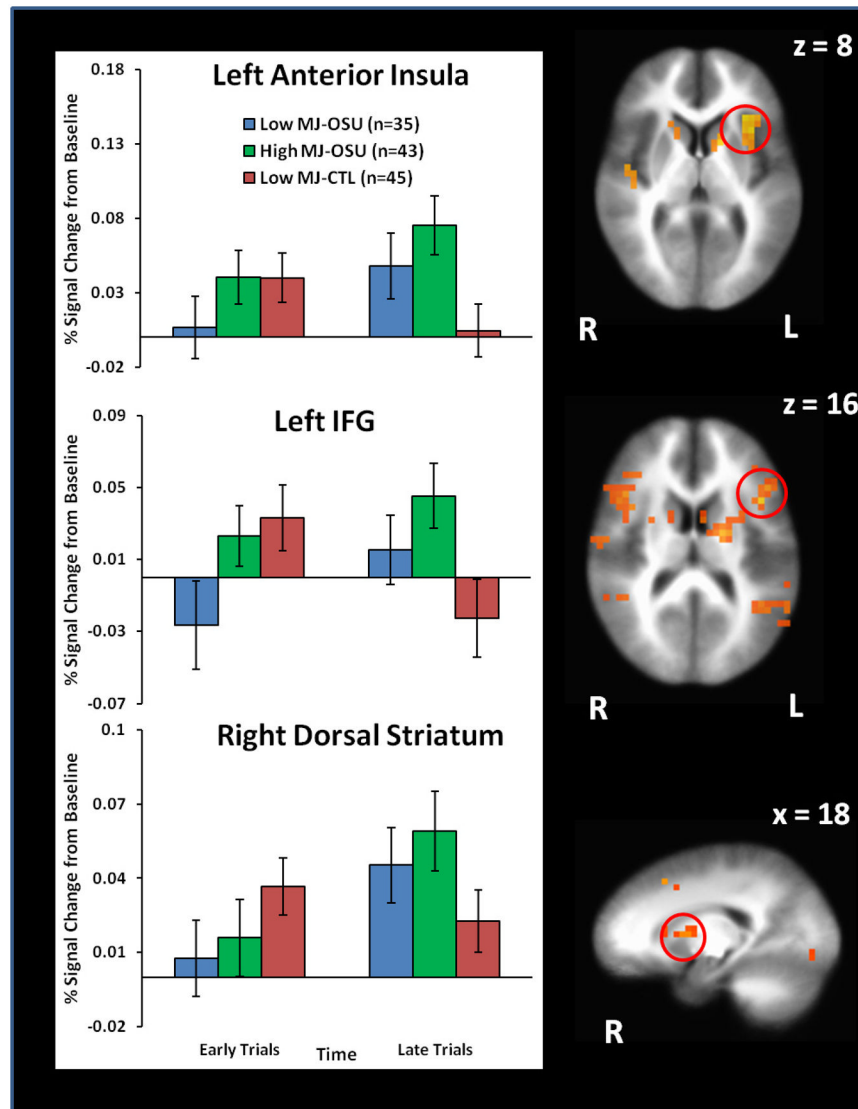 Left Anterior Insula
Low MJ-OSU (n=35)
High MJ-OSU (n=43)
Low MJ-CTL (n=45)
% Signal Change from Baseline
0.18
0.13
0.08
0.03
-0.02
z = 8
R L
Left IFG
% Signal Change from Baseline
0.09
0.05
0.01
-0.03
-0.07
z = 16
R L
Right Dorsal Striatum
% Signal Change from Baseline
0.1
0.07
0.04
0.01
-0.02
Early Trials Time Late Trials
x = 18
R